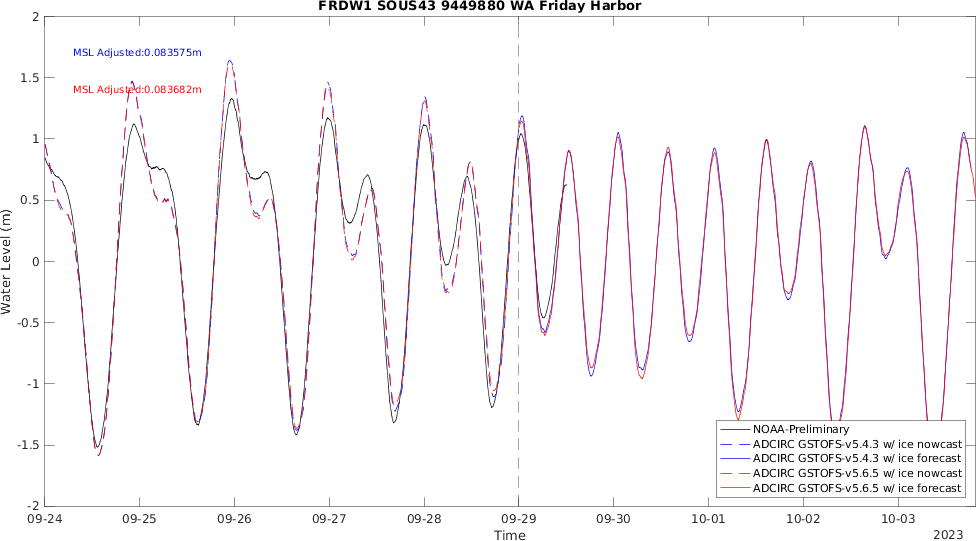 FRDW1 SOUS43 9449880 WA Friday Harbor
2
MSL Adjusted:0.083575m
1.5
MSL Adjusted:0.083682m
1
0.5
0
-0.5
-1
-1.5
-2
Water Level (m)
NOAA-Preliminary
ADCIRC GSTOFS-v5.4.3 w/ ice nowcast
ADCIRC GSTOFS-v5.4.3 w/ ice forecast
ADCIRC GSTOFS-v5.6.5 w/ ice nowcast
ADCIRC GSTOFS-v5.6.5 w/ ice forecast
09-24 09-25 09-26 09-27 09-28 09-29 09-30 10-01 10-02 10-03
Time
2023